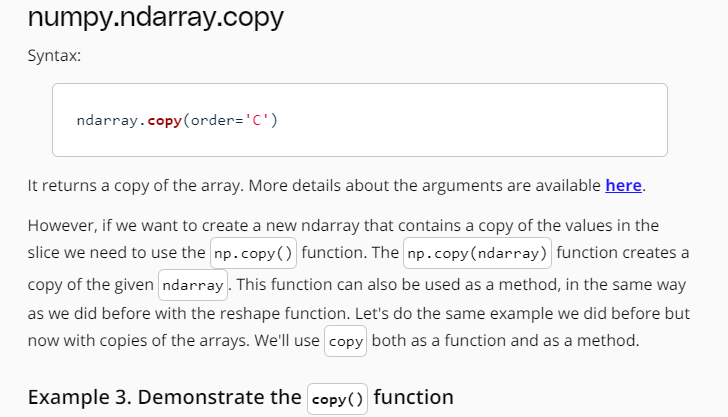 numpy.ndarray.copy
Syntax:
ndarray.copy(order='C')
It returns a copy of the array. More details about the arguments are available here.
However, if we want to create a new ndarray that contains a copy of the values in the
slice we need to use the np.copy() function. The np.copy(ndarray) function creates a
copy of the given ndarray. This function can also be used as a method, in the same way
as we did before with the reshape function. Let's do the same example we did before but
now with copies of the arrays. We'll use copy both as a function and as a method.
Example 3. Demonstrate the copy() function